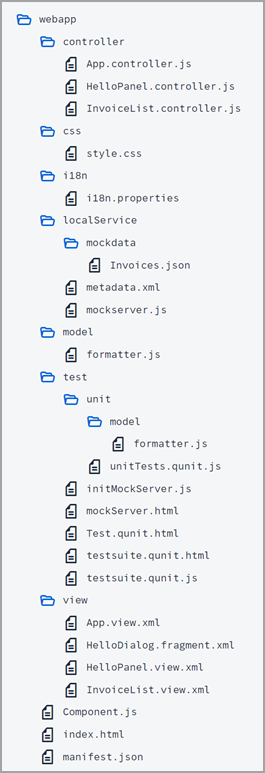 webapp
controller
App.controller.js
HelloPanel.controller.js
InvoiceList.controller.js
css
style.css
i18n
i18n.properties
localService
mockdata
Invoices.json
metadata.xml
mockserver.js
model
formatter.js
test
unit
model
formatter.js
unitTests.qunit.js
initMockServer.js
mockServer.html
Test.qunit.html
testsuite.qunit.html
testsuite.qunit.js
view
App.view.xml
HelloDialog.fragment.xml
HelloPanel.view.xml
InvoiceList.view.xml
Component.js
index.html
manifest.json